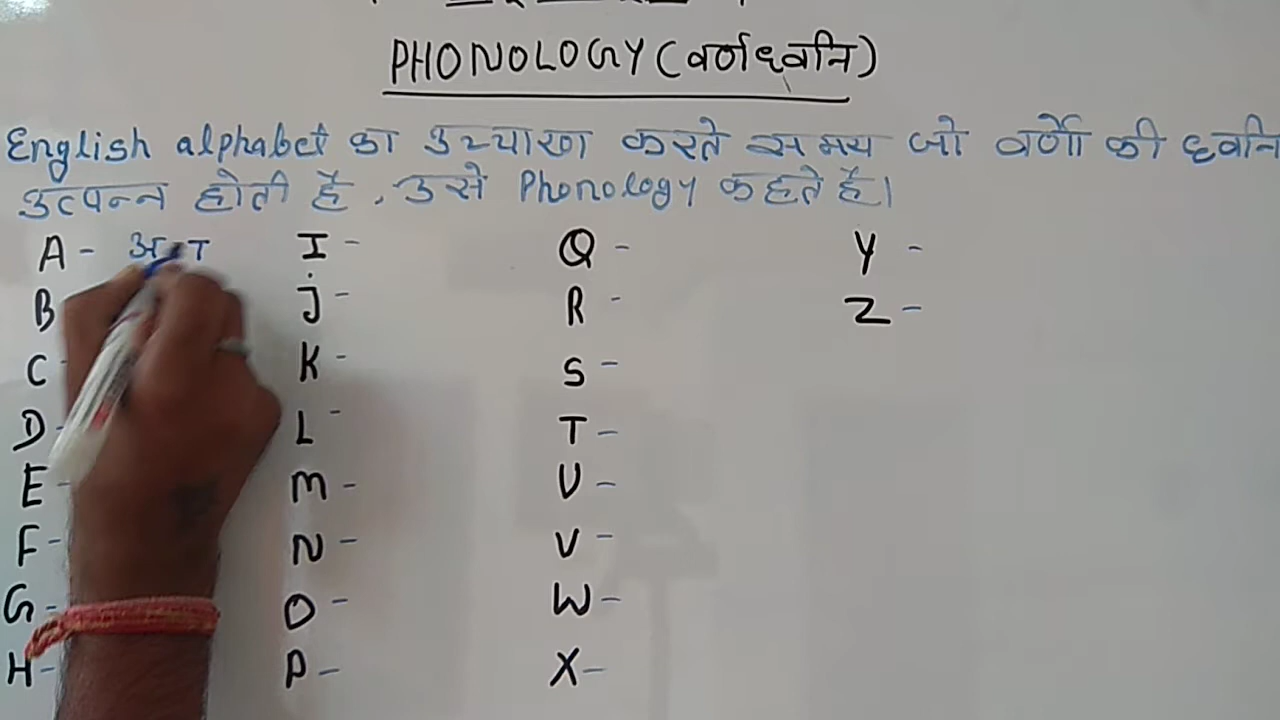 PHONOLOGY (वर्णध्वनि)
English alphabet का उच्चारण करते समय जो वर्णो की ध्वनि
उत्पन्न होती है , उसे Phonology कहते है।
A -
B
C -
D -
E -
F -
G -
H -
I -
J -
K -
L -
M -
N -
O -
P -
Q -
R -
S -
T -
U -
V -
W -
X -
Y -
Z -